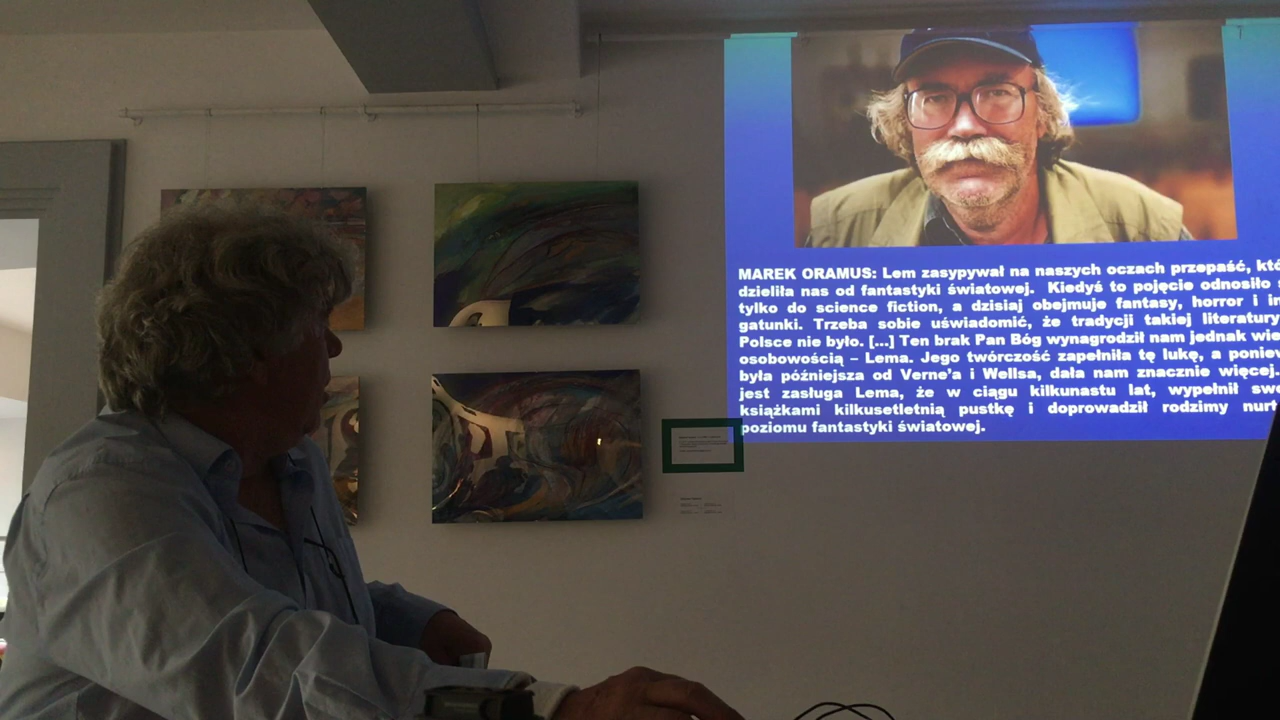 MAREK ORAMUS: Lem zasypywał na naszych oczach przepaść, któ
dzieliła nas od fantastyki światowej. Kiedyś to pojęcie odnosiło
tylko do science fiction, a dzisiaj obejmuje fantasy, horror i in
gatunki. Trzeba sobie uświadomić, że tradycji takiej literatury
Polsce nie było. [...] Ten brak Pan Bóg wynagrodził nam jednak wie
osobowością – Lema. Jego twórczość zapełniła tę lukę, a poniew
była późniejsza od Verne'a i Wellsa, dała nam znacznie więcej.
jest zasługa Lema, że w ciągu kilkunastu lat, wypełnił swo
książkami kilkusetletnią pustkę i doprowadził rodzimy nurt
poziomu fantastyki światowej.